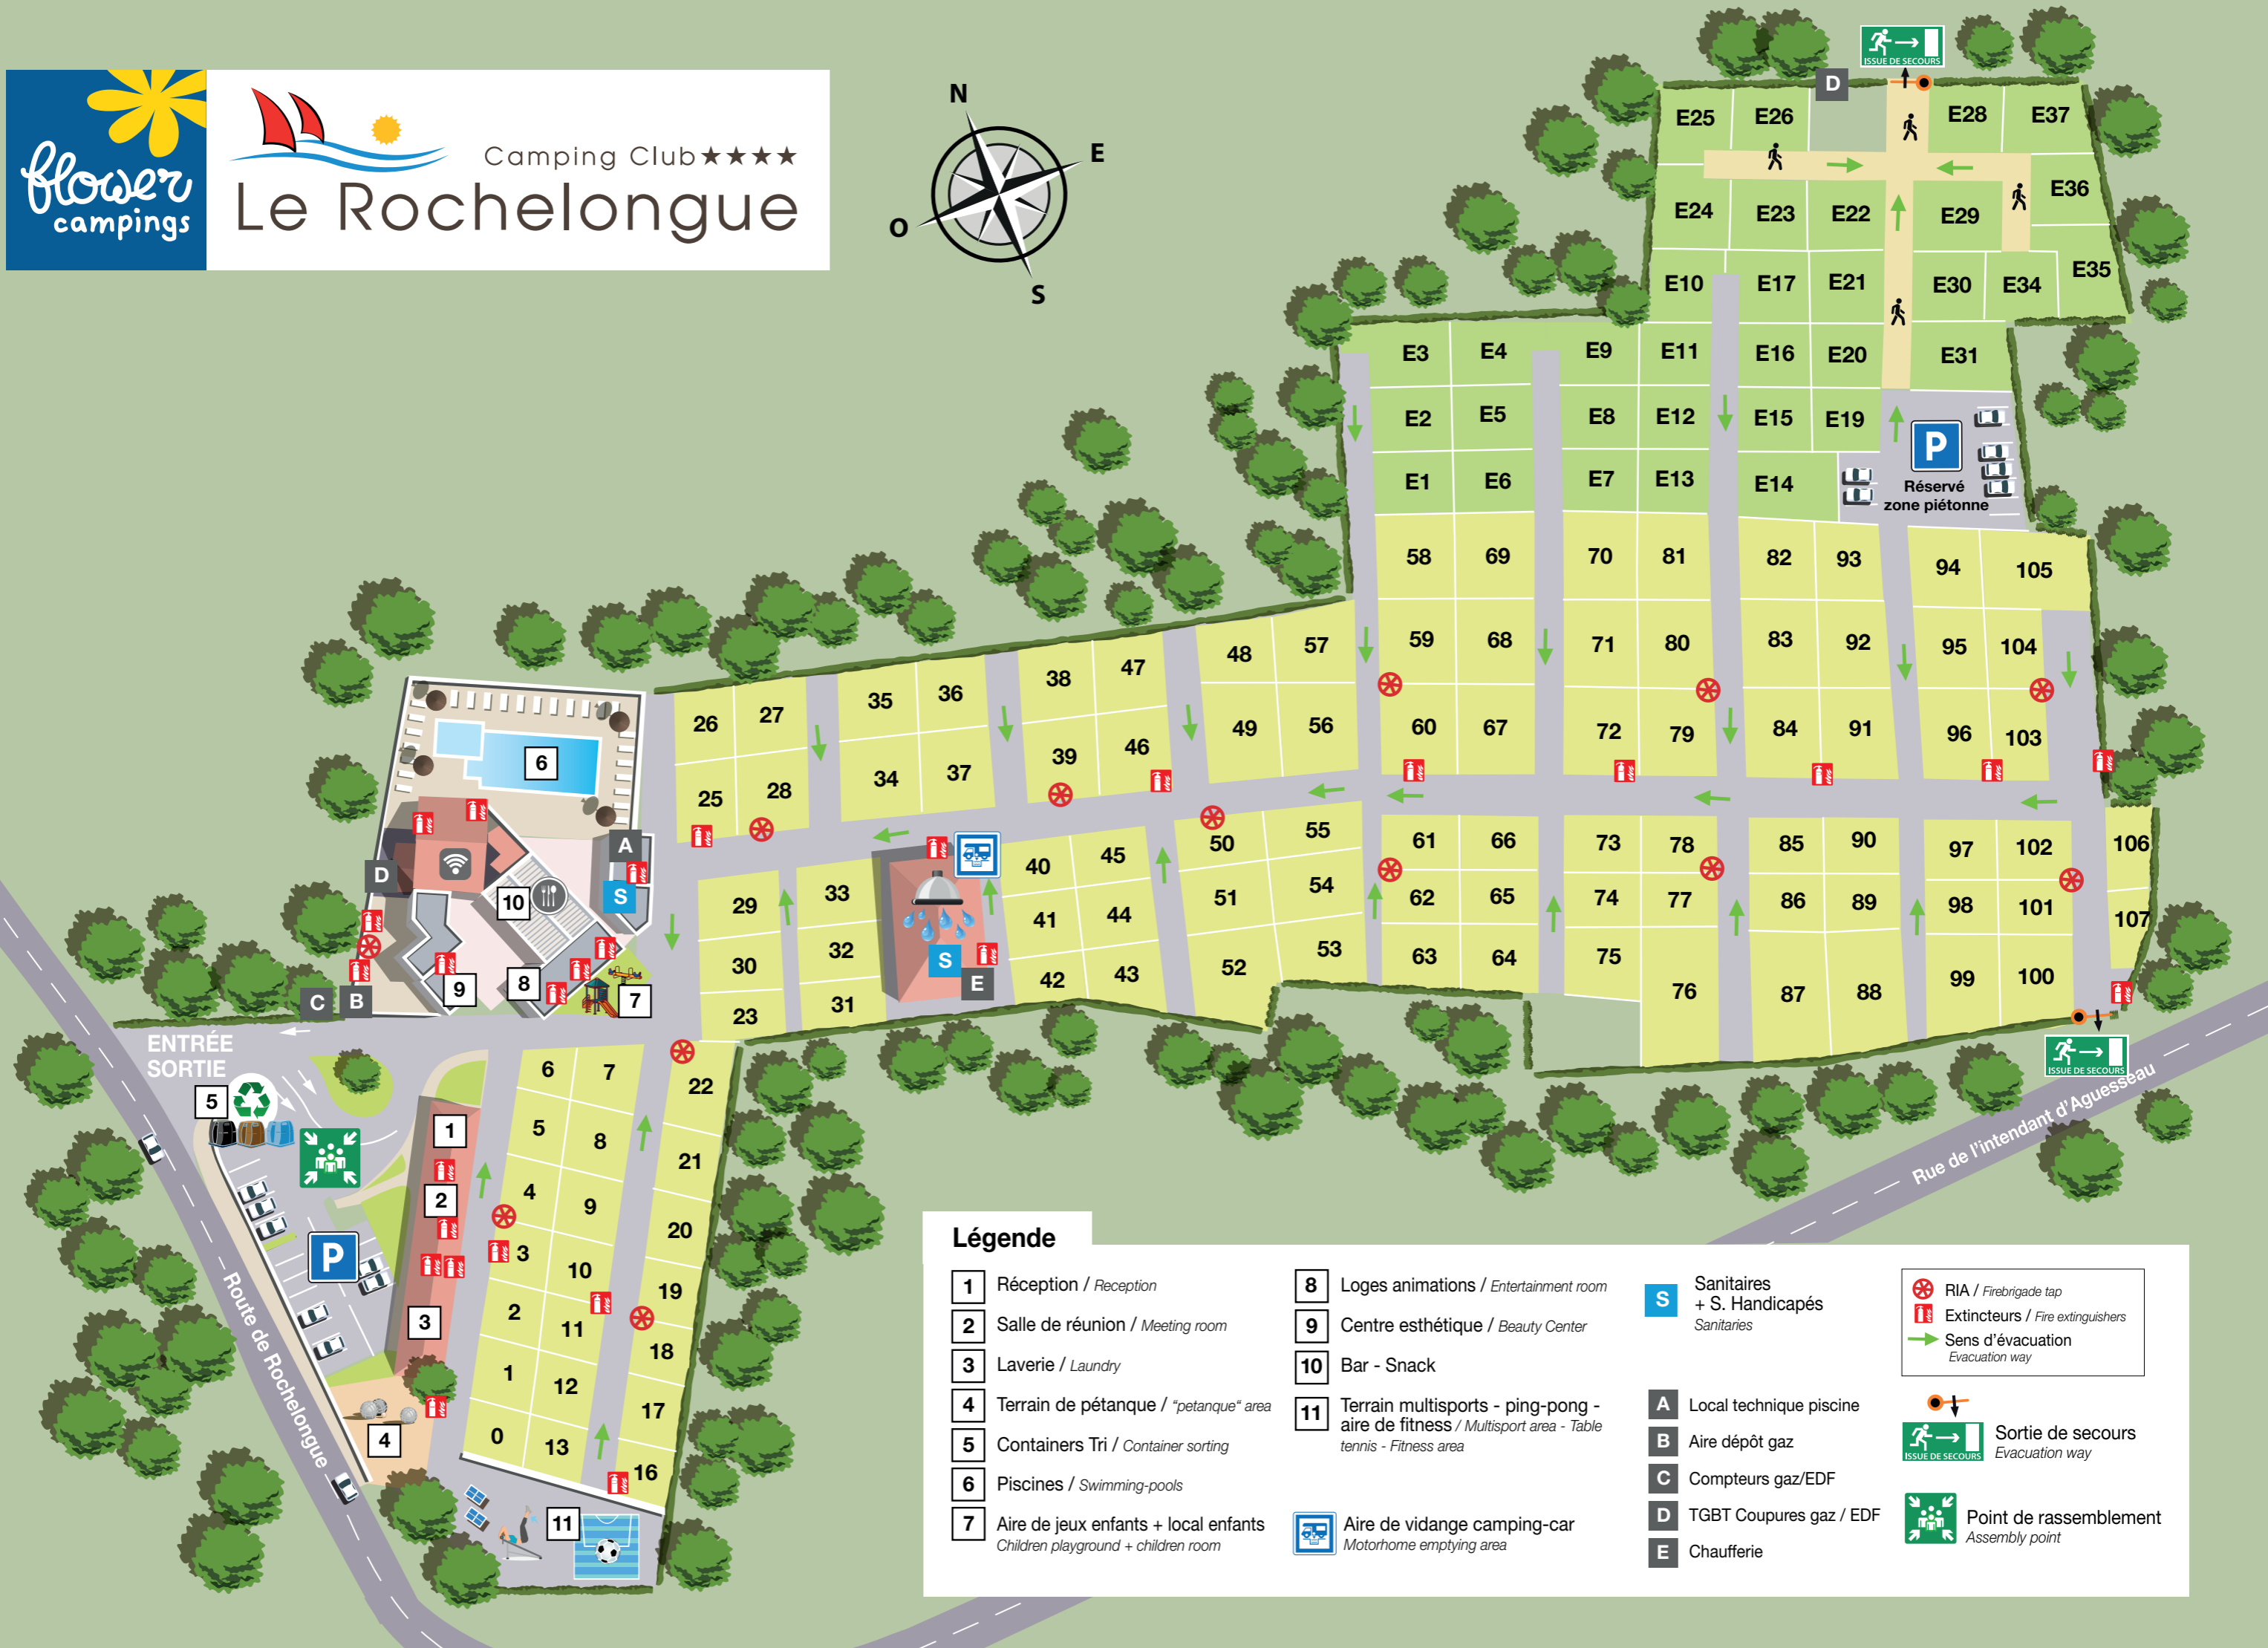 flower
campings
Camping Club★★★★
Le Rochelongue
N
E
O
S
ISSUE DE SECOURS
D
E25 E26 E28 E37
E36
E24 E23 E22 E29
E35
E10 E17 E21 E30 E34
E3 E4 E9 E11 E16 E20 E31
E2 E5 E8 E12 E15 E19
P
E1 E6 E7 E13 E14
Réservé
zone piétonne
58 69 70 81 82 93 94 105
59 68 71 80 83 92 95 104
60 67 72 79 84 91 96 103
48 57
49 56
38 47
39 46
35 36
34 37
26 27
25 28
61 66 73 78 85 90 97 102 106
62 65 74 77 86 89 98 101 107
63 64 75 76 87 88 99 100
50 55
51 54
52 53
40 45
41 44
42 43
29 33
30 32
23 31
S
E
6
A
D
S
10
9
8
7
C
B
ENTRÉE
SORTIE
5
1
2
3
4
P
6 7
5 8
4 9
3 10
2 11
1 12
0 13
22
21
20
19
18
17
16
11
Route de Rochelongue
ISSUE DE SECOURS
Rue de l'intendant d'Aguesseau
Légende
1 Réception / Reception
2 Salle de réunion / Meeting room
3 Laverie / Laundry
4 Terrain de pétanque / "petanque" area
5 Containers Tri / Container sorting
6 Piscines / Swimming-pools
7 Aire de jeux enfants + local enfants
Children playground + children room
8 Loges animations / Entertainment room
9 Centre esthétique / Beauty Center
10 Bar - Snack
11 Terrain multisports - ping-pong -
aire de fitness / Multisport area - Table
tennis - Fitness area
Aire de vidange camping-car
Motorhome emptying area
S Sanitaires
+ S. Handicapés
Sanitaries
A Local technique piscine
B Aire dépôt gaz
C Compteurs gaz/EDF
D TGBT Coupures gaz / EDF
E Chaufferie
RIA / Firebrigade tap
Extincteurs / Fire extinguishers
Sens d'évacuation
Evacuation way
ISSUE DE SECOURS
Sortie de secours
Evacuation way
Point de rassemblement
Assembly point